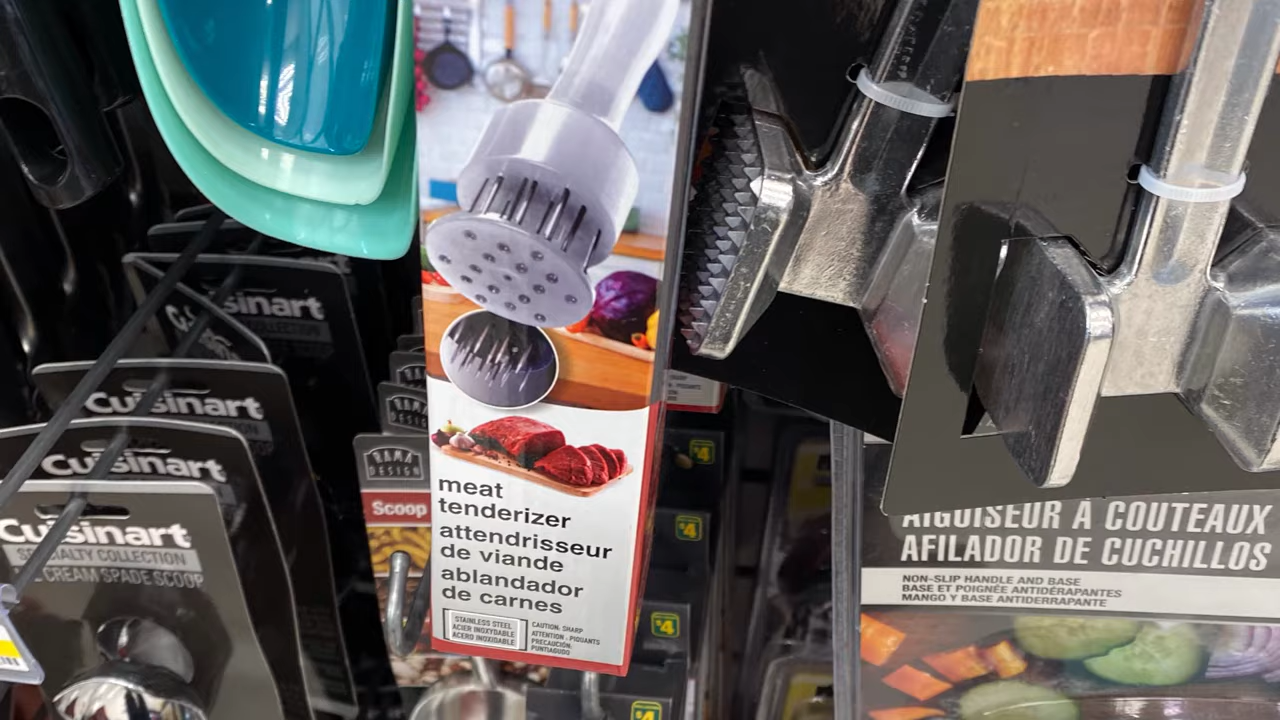 Cuisinart
Cuisinart
Cuisinart
SPECIALTY COLLECTION
CREAM SPADE SCOOP
RAMA
DESIGN
Scoop
meat
tenderizer
attendrisseur
de viande
ablandador
de carnes
STAINLESS STEEL
ACIER INOXYDABLE
ACERO INOXIDABLE
CAUTION: SHARP
ATTENTION - PIQUANTS
PRECAUCIÓN:
PUNTIAGUDO
$4
$4
$4
$4
AIGUISEUR À COUTEAUX
AFILADOR DE CUCHILLOS
NON-SLIP HANDLE AND BASE
BASE ET POIGNÉE ANTIDÉRAPANTES
MANGO Y BASE ANTIDERRAPANTE